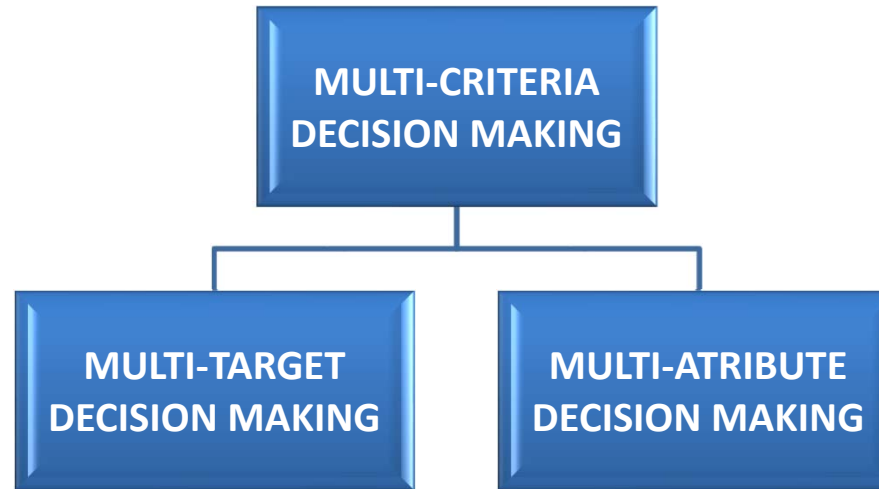 MULTI-CRITERIA
DECISION MAKING
MULTI-TARGET
DECISION MAKING
MULTI-ATRIBUTE
DECISION MAKING